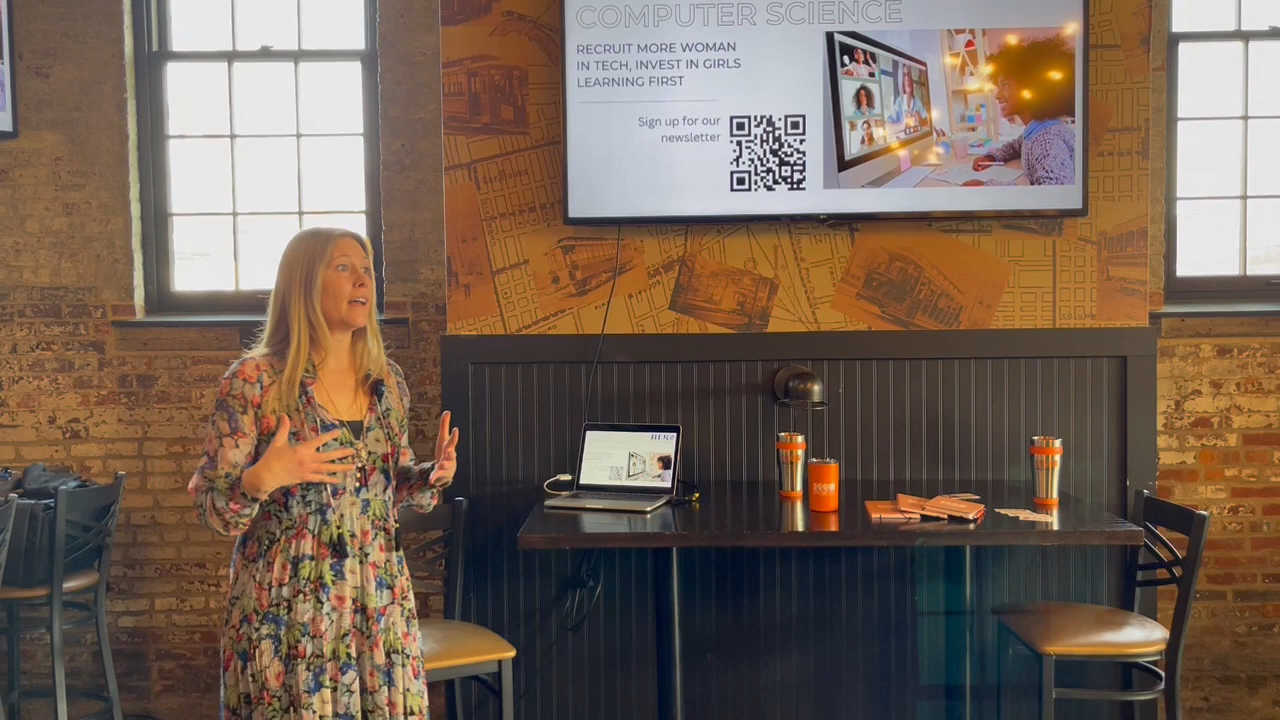 COMPUTER SCIENCE
RECRUIT MORE WOMAN
IN TECH, INVEST IN GIRLS
LEARNING FIRST
Sign up for our
newsletter